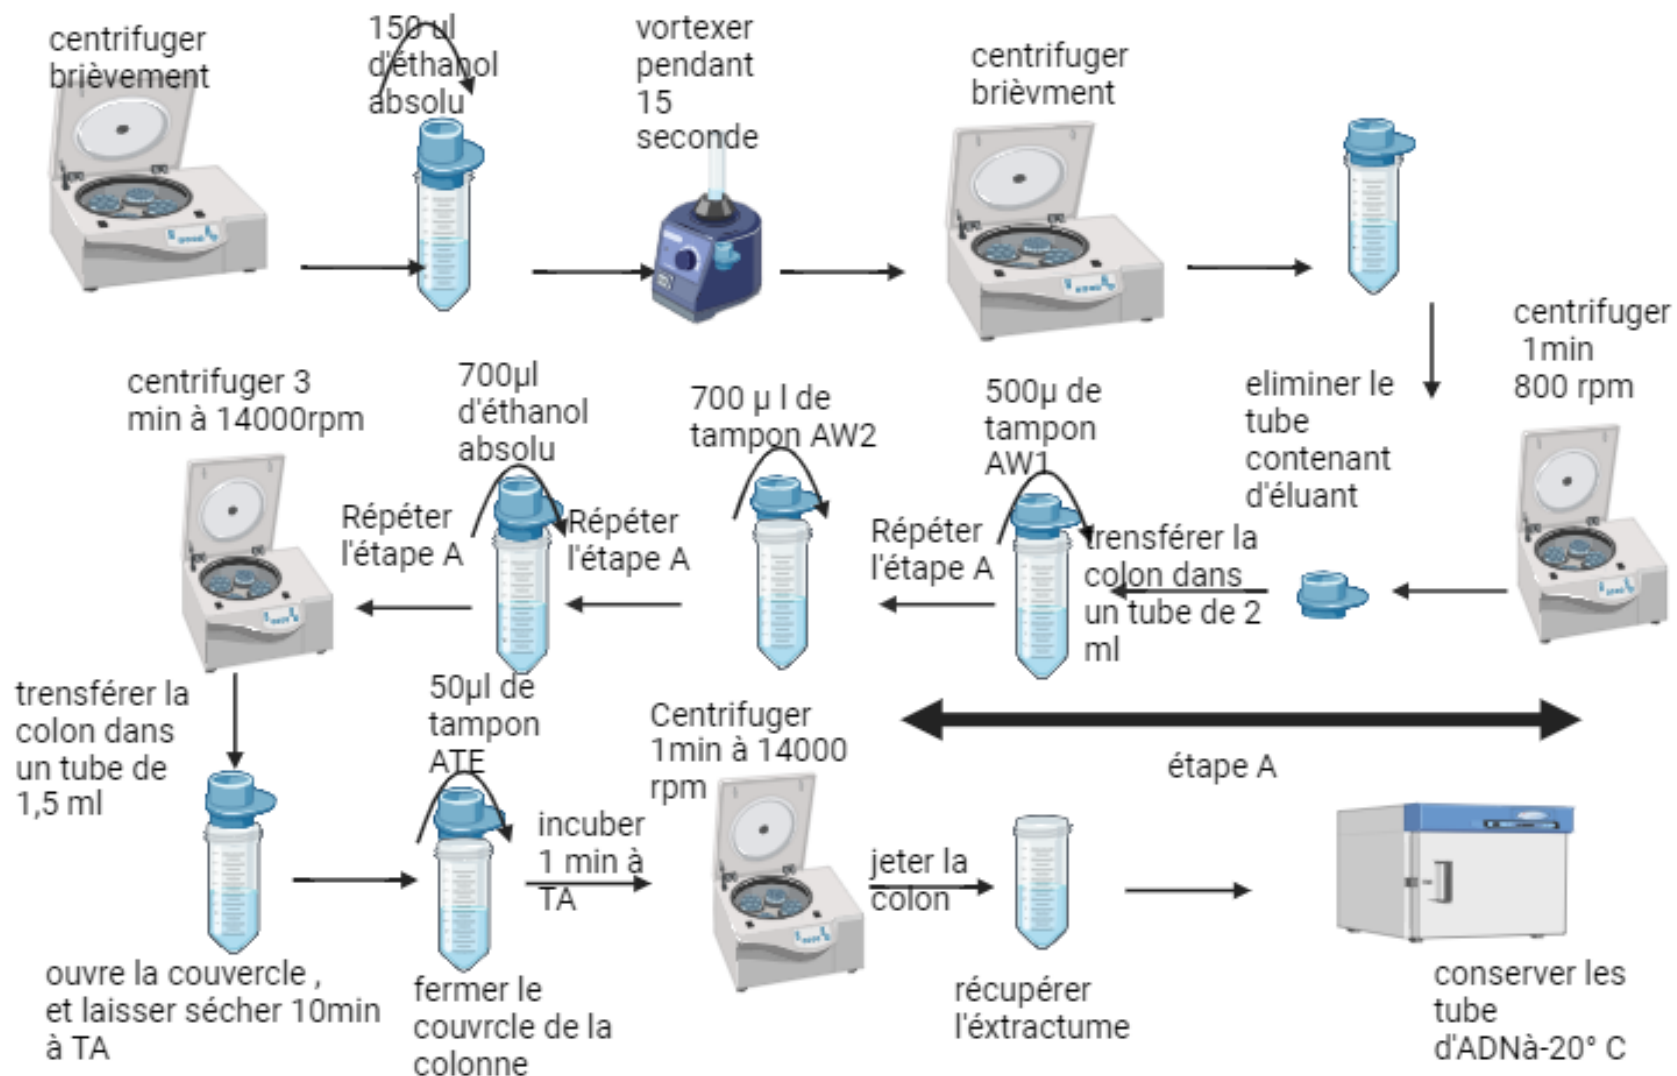 centrifuger
brièvement
150 ul
d'éthanol
absolu
vortexer
pendant
15
seconde
centrifuger
brièvment
centrifuger
1min
800 rpm
eliminer le
tube
contenant
d'éluant
trensférer la
colon dans
un tube de 2
ml
500µ de
tampon
AW1
Répéter
l'étape A
700 µ l de
tampon AW2
Répéter
l'étape A
700µl
d'éthanol
absolu
Répéter
l'étape A
centrifuger 3
min à 14000rpm
étape A
trensférer la
colon dans
un tube de
1,5 ml
ouvre la couvercle ,
et laisser sécher 10min
à TA
50µl de
tampon
ATE
fermer le
couvrcle de la
colonne
incuber
1 min à
TA
Centrifuger
1min à 14000
rpm
jeter la
colon
récupérer
l'éxtractume
conserver les
tube
d'ADNà-20° C